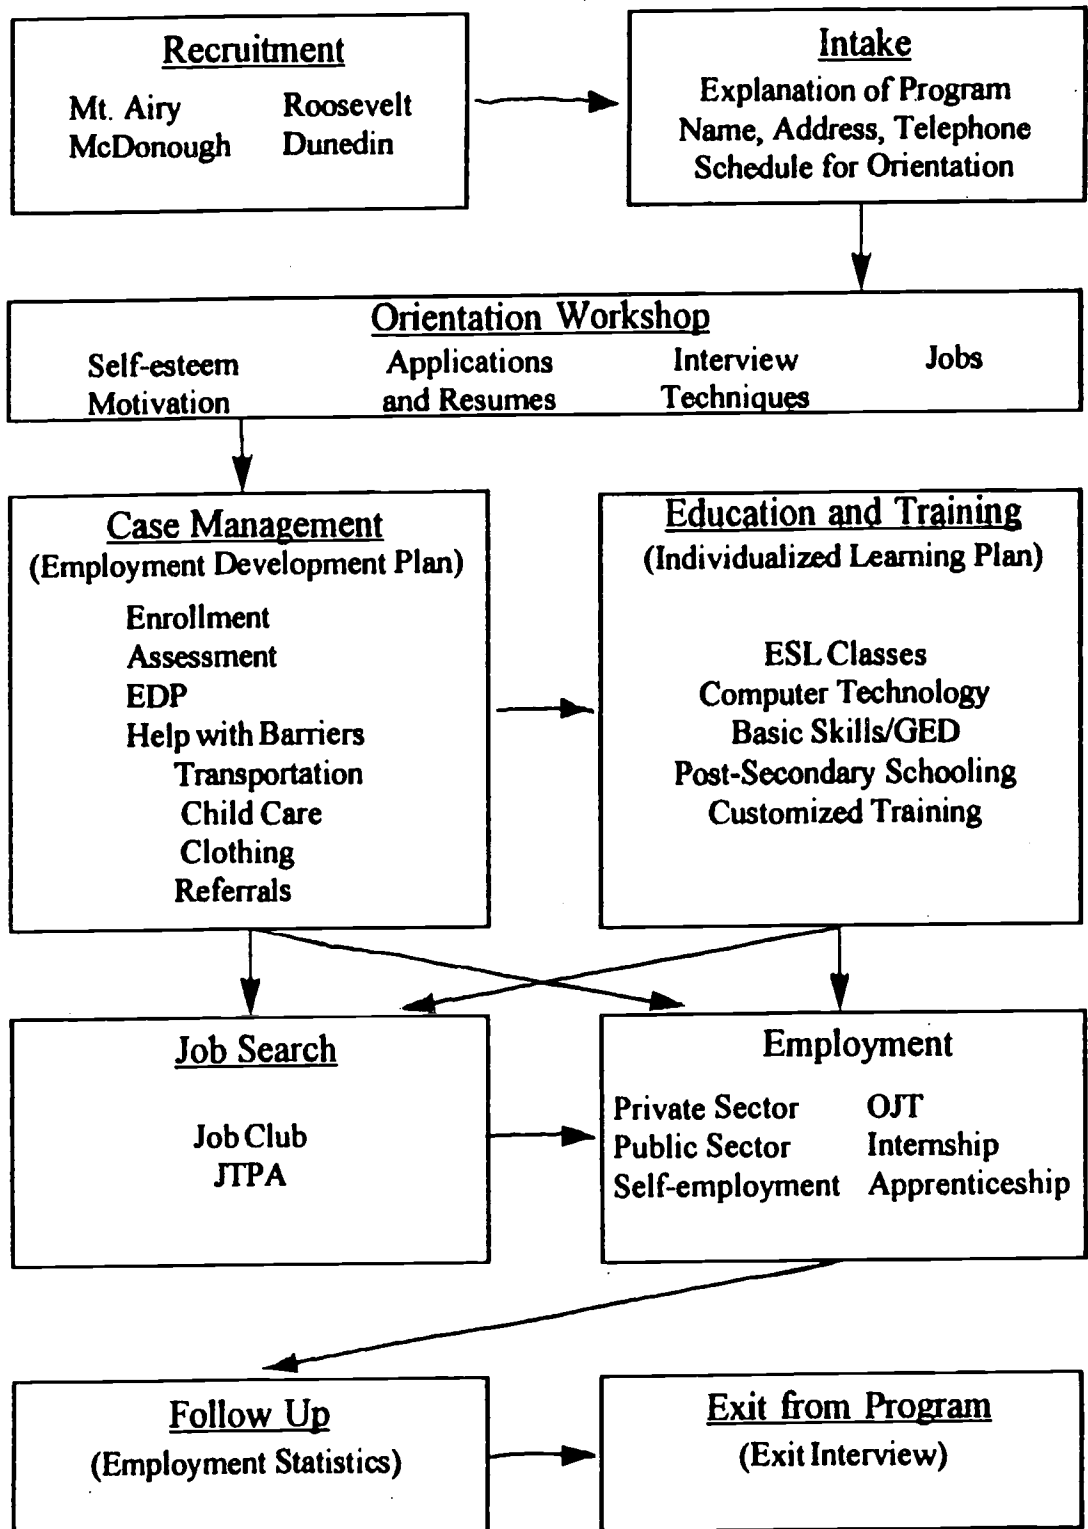 Recruitment
Mt. Airy Roosevelt
McDonough Dunedin
Intake
Explanation of Program
Name, Address, Telephone
Schedule for Orientation
Orientation Workshop
Self-esteem
Motivation
Applications
and Resumes
Interview
Techniques
Jobs
Case Management
(Employment Development Plan)
Enrollment
Assessment
EDP
Help with Barriers
Transportation
Child Care
Clothing
Referrals
Education and Training
(Individualized Learning Plan)
ESL Classes
Computer Technology
Basic Skills/GED
Post-Secondary Schooling
Customized Training
Job Search
Job Club
JTPA
Employment
Private Sector OJT
Public Sector Internship
Self-employment Apprenticeship
Follow Up
(Employment Statistics)
Exit from Program
(Exit Interview)